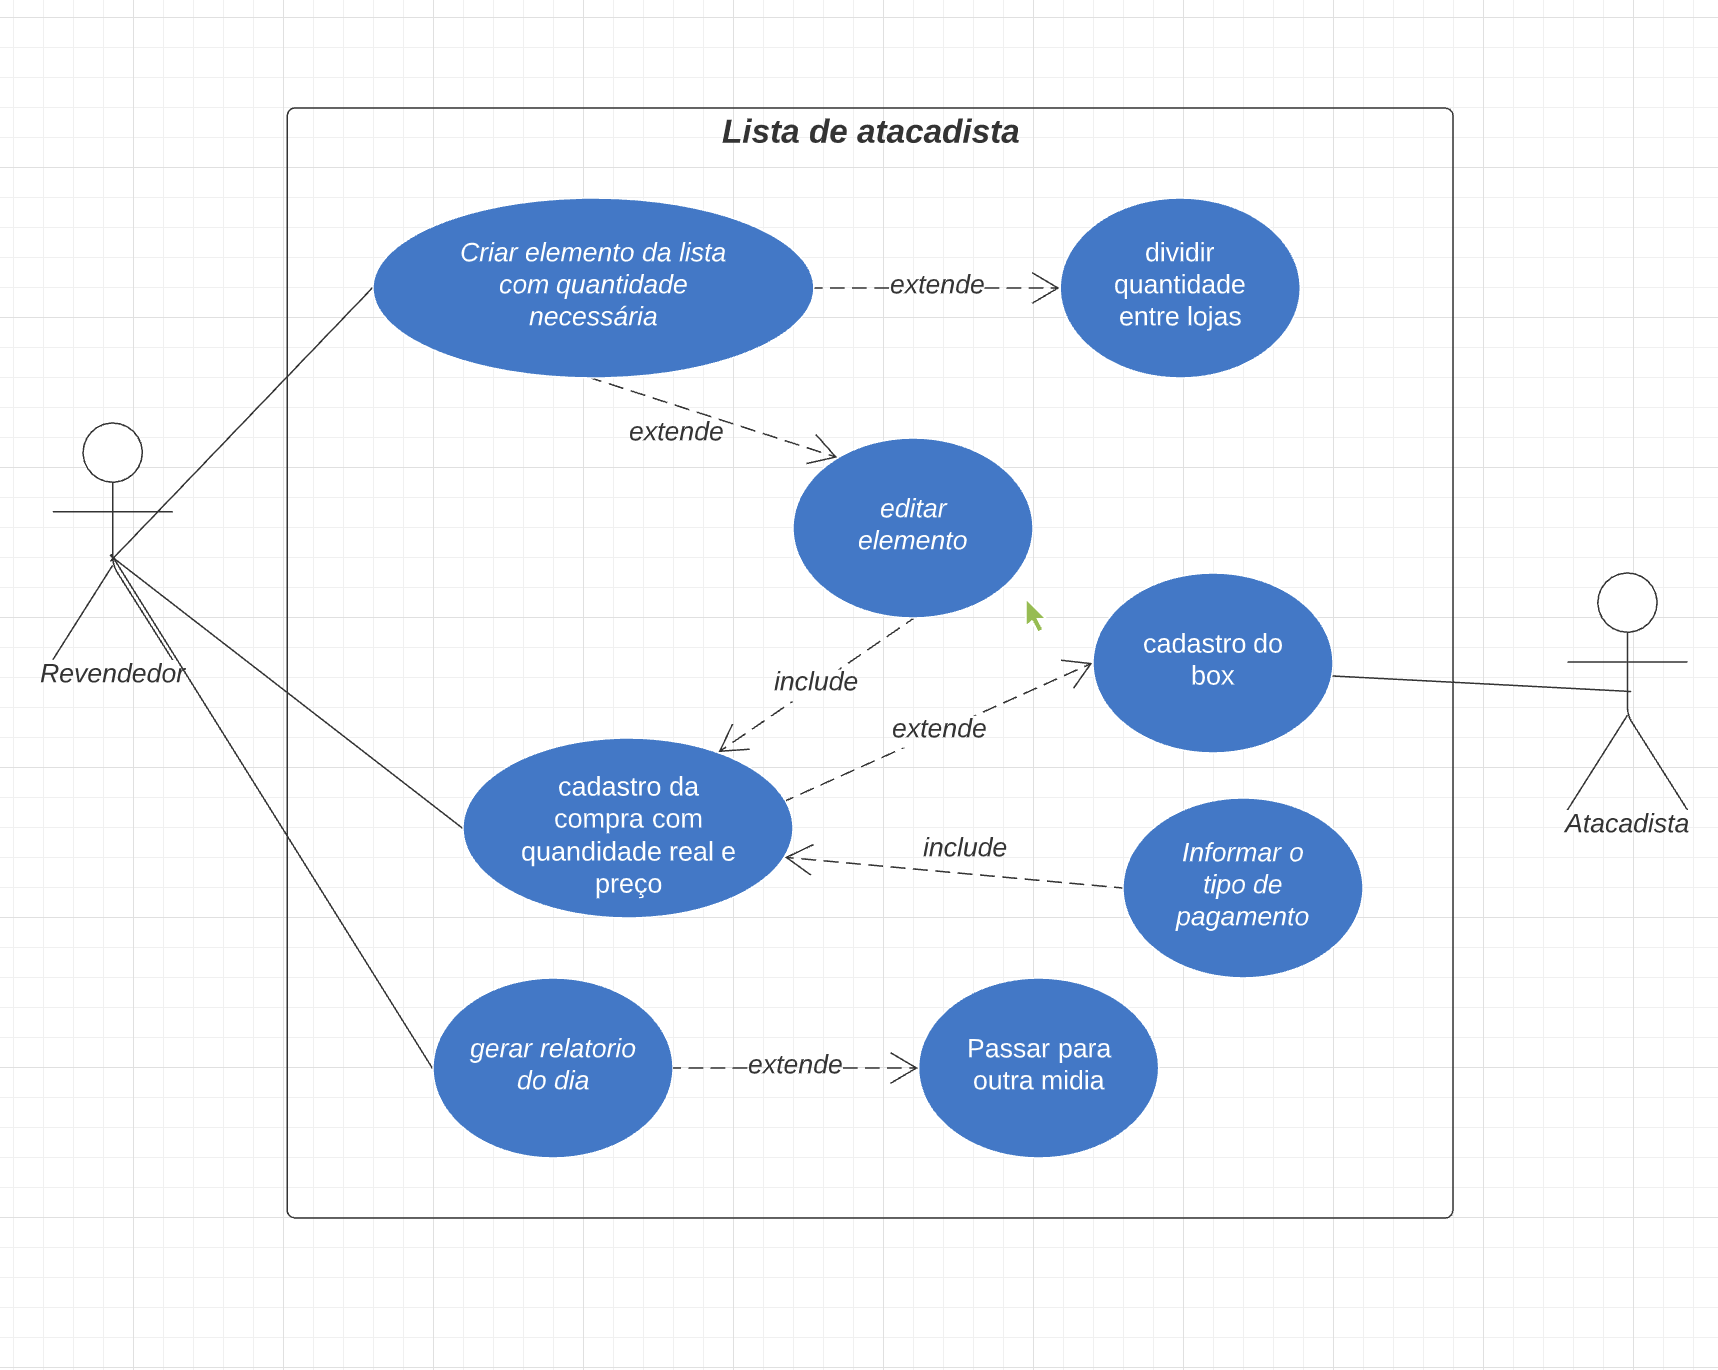 Lista de atacadista
Criar elemento da lista
com quantidade
necessária
extende
dividir
quantidade
entre lojas
extende
editar
elemento
Revendedor
include
cadastro do
box
extende
cadastro da
compra com
quandidade real e
preço
include
Informar o
tipo de
pagamento
Atacadista
gerar relatorio
do dia
extende
Passar para
outra midia